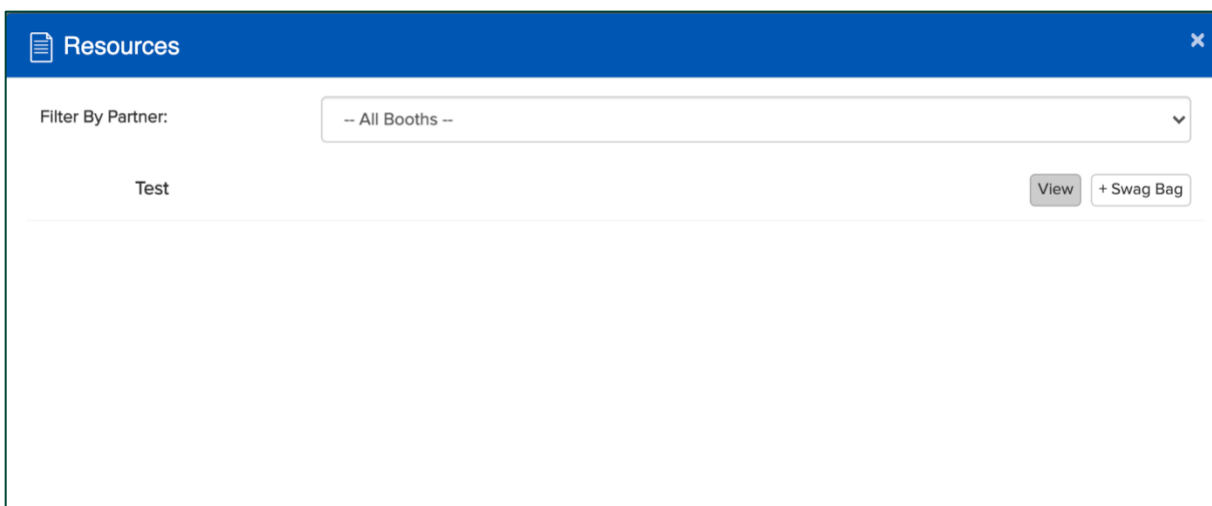 Resources
×
Filter By Partner:
-- All Booths --
Test
View
+ Swag Bag